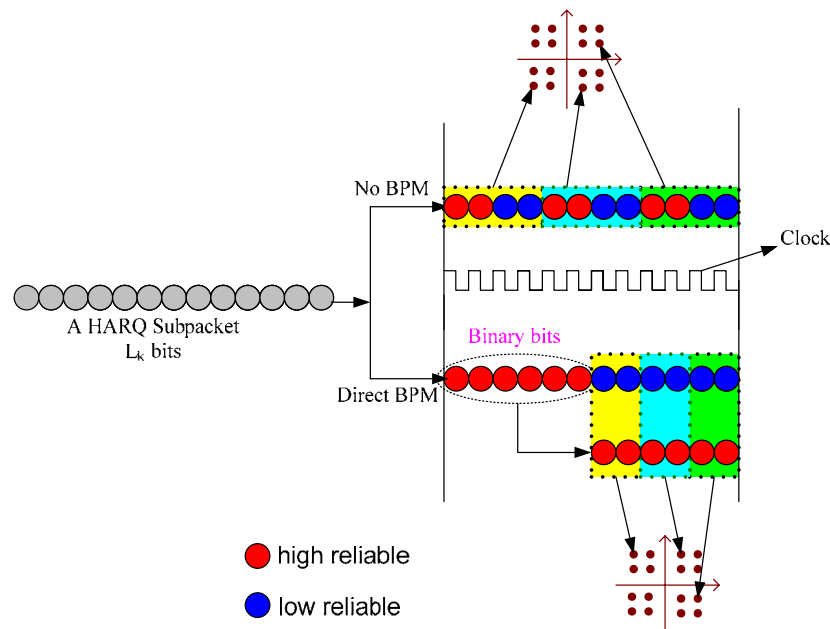 No BPM
Clock
A HARQ Subpacket
Lk bits
Binary bits
Direct BPM
high reliable
low reliable